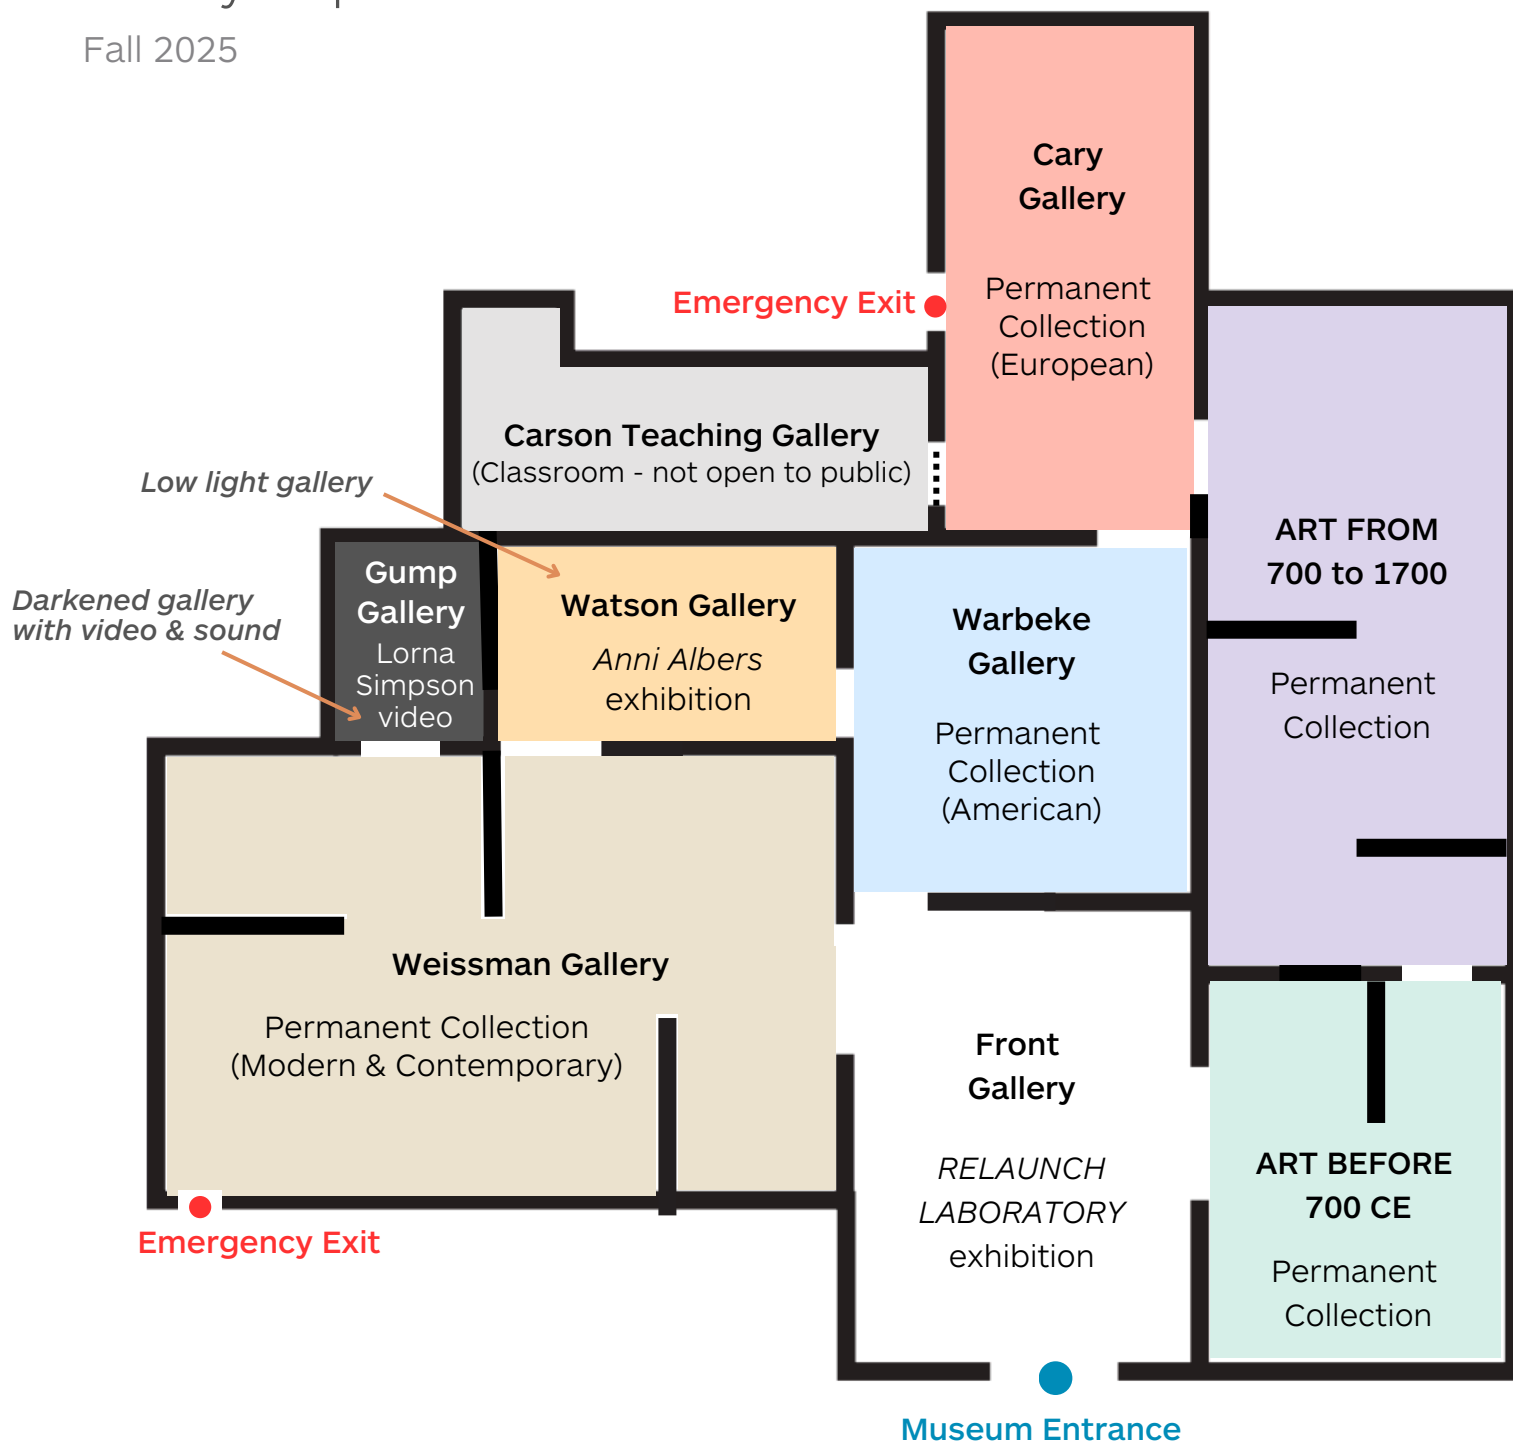 Fall 2025
Cary
Gallery
Permanent
Collection
(European)
Emergency Exit
Carson Teaching Gallery
(Classroom - not open to public)
Low light gallery
ART FROM
700 to 1700
Permanent
Collection
Gump
Gallery
Lorna
Simpson
video
Darkened gallery
with video & sound
Watson Gallery
Anni Albers
exhibition
Warbeke
Gallery
Permanent
Collection
(American)
Weissman Gallery
Permanent Collection
(Modern & Contemporary)
Front
Gallery
RELAUNCH
LABORATORY
exhibition
ART BEFORE
700 CE
Permanent
Collection
Emergency Exit
Museum Entrance